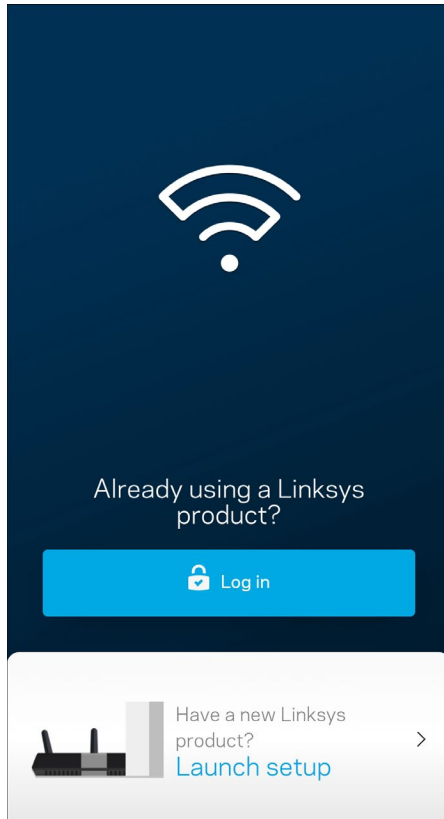 Already using a Linksys
product?
Log in
Have a new Linksys
product?
Launch setup